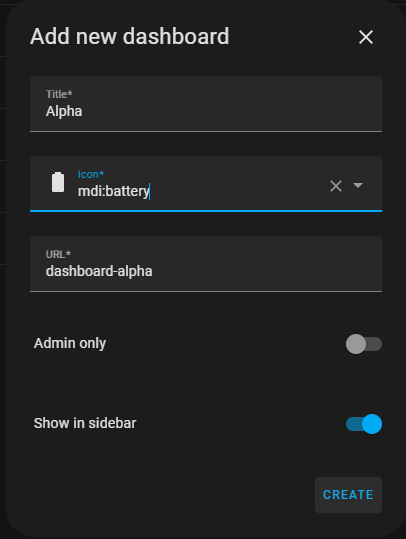 Add new dashboard
Title*
Alpha
Icon*
mdi:battery
URL*
dashboard-alpha
Admin only
Show in sidebar
CREATE